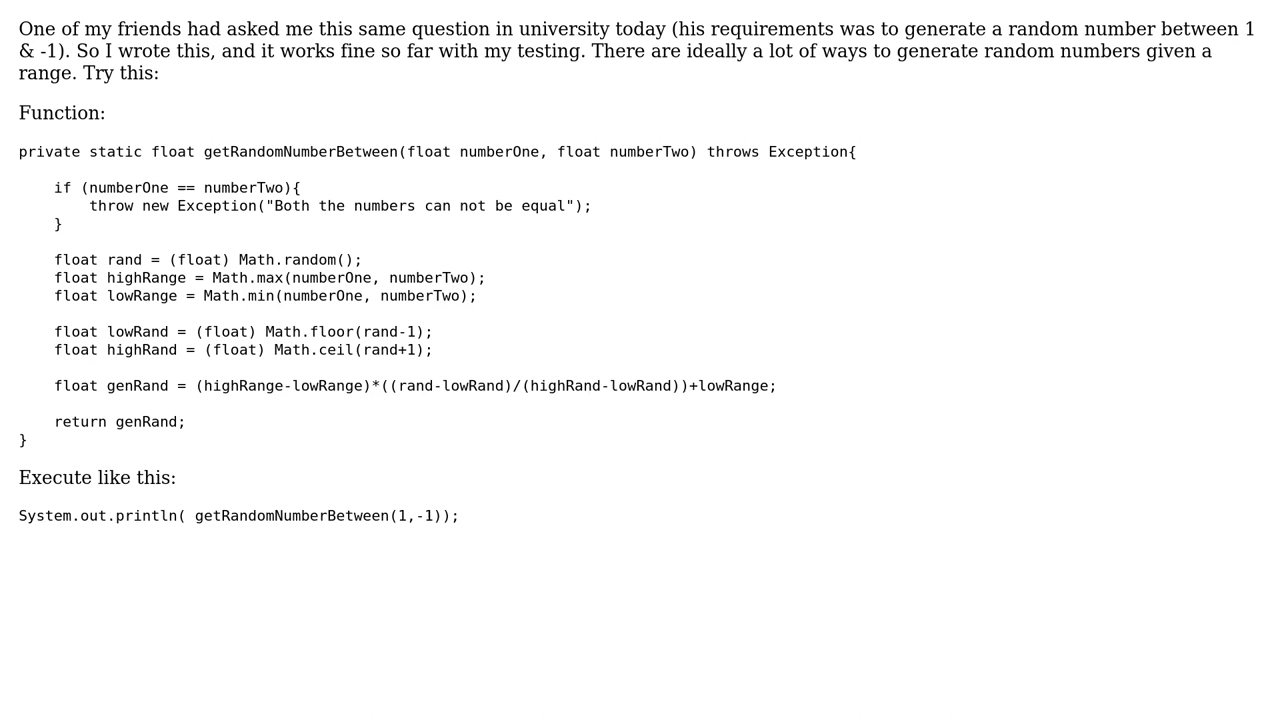 One of my friends had asked me this same question in university today (his requirements was to generate a random number between 1
& -1). So I wrote this, and it works fine so far with my testing. There are ideally a lot of ways to generate random numbers given a
range. Try this:
Function:
private static float getRandomNumberBetween(float numberOne, float numberTwo) throws Exception{
    if (numberOne == numberTwo){
        throw new Exception("Both the numbers can not be equal");
    }
    float rand = (float) Math.random();
    float highRange = Math.max(numberOne, numberTwo);
    float lowRange = Math.min(numberOne, numberTwo);
    float lowRand = (float) Math.floor(rand-1);
    float highRand = (float) Math.ceil(rand+1);
    float genRand = (highRange-lowRange)*((rand-lowRand)/(highRand-lowRand))+lowRange;
    return genRand;
}
Execute like this:
System.out.println( getRandomNumberBetween(1,-1));